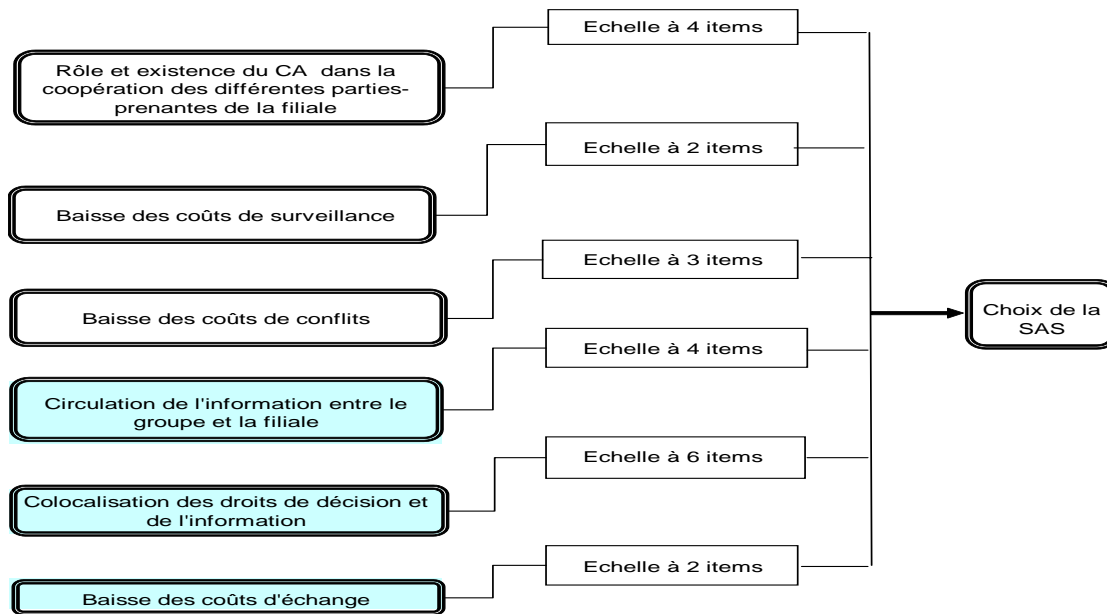 Echelle à 4 items
Rôle et existence du CA dans la
coopération des différentes parties-
prenantes de la filiale
Echelle à 2 items
Baisse des coûts de surveillance
Echelle à 3 items
Baisse des coûts de conflits
Choix de la
SAS
Echelle à 4 items
Circulation de l'information entre le
groupe et la filiale
Echelle à 6 items
Colocalisation des droits de décision et
de l'information
Echelle à 2 items
Baisse des coûts d'échange